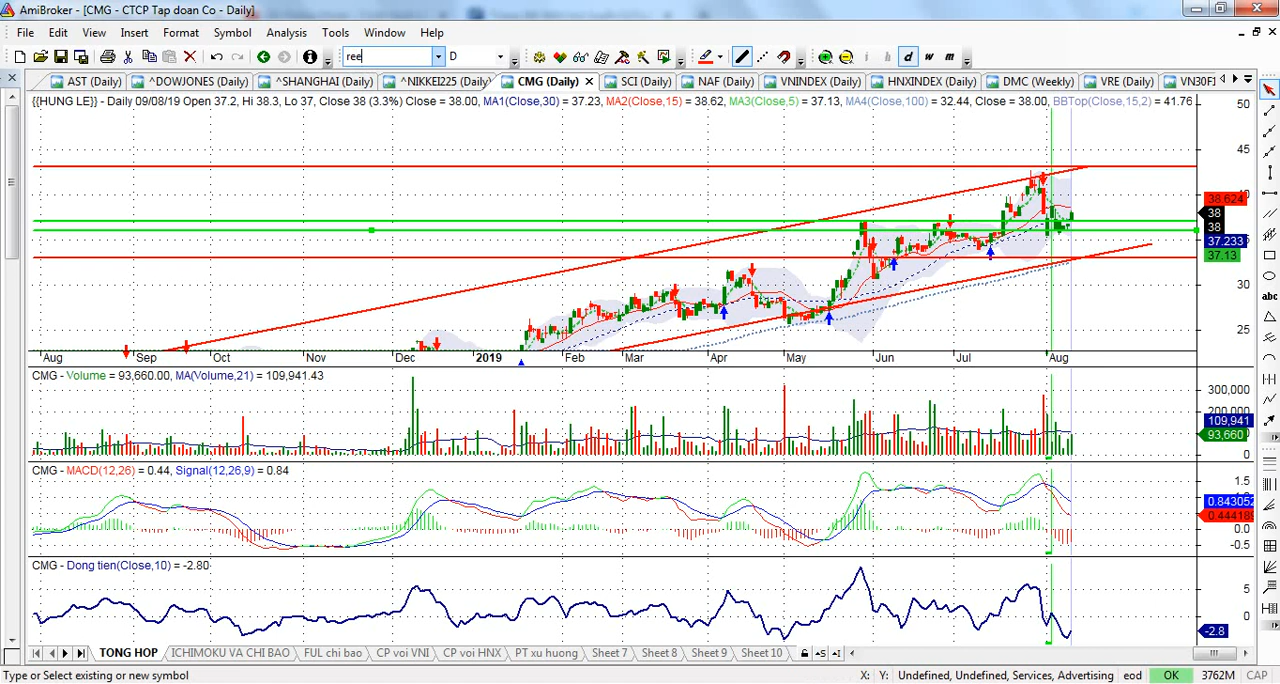 AmiBroker - [CMG - CTCP Tap doan Co - Daily]
File Edit View Insert Format Symbol Analysis Tools Window Help
ree D i h d w m
AST (Daily) ^DOWJONES (Daily) ^SHANGHAI (Daily) ^NIKKEI225 (Daily) CMG (Daily) SCI (Daily) NAF (Daily) VNINDEX (Daily) HNXINDEX (Daily) DMC (Weekly) VRE (Daily) VN30F1
{{HUNG LE}} - Daily 09/08/19 Open 37.2, Hi 38.3, Lo 37, Close 38 (3.3%) Close = 38.00, MA1(Close,30) = 37.23, MA2(Close,15) = 38.62, MA3(Close,5) = 37.13, MA4(Close,100) = 32.44, Close = 38.00, BBTop(Close,15,2) = 41.76
50
45
40
38.624
38
38
37.233
37.13
30
25
Aug Sep Oct Nov Dec 2019 Feb Mar Apr May Jun Jul Aug
CMG - Volume = 93,660.00, MA(Volume,21) = 109,941.43
300,000
200,000
109,941
93,660
0
CMG - MACD(12,26) = 0.44, Signal(12,26,9) = 0.84
1.5
0.843052
0.444189
0.0
-0.5
CMG - Dong tien(Close,10) = -2.80
5
0
-2.8
TONG HOP ICHIMOKU VA CHI BAO FUL chi bao CP voi VNI CP voi HNX PT xu huong Sheet 7 Sheet 8 Sheet 9 Sheet 10
Type or Select existing or new symbol X: Y: Undefined, Undefined, Services, Advertising eod OK 3762M CAP
abc